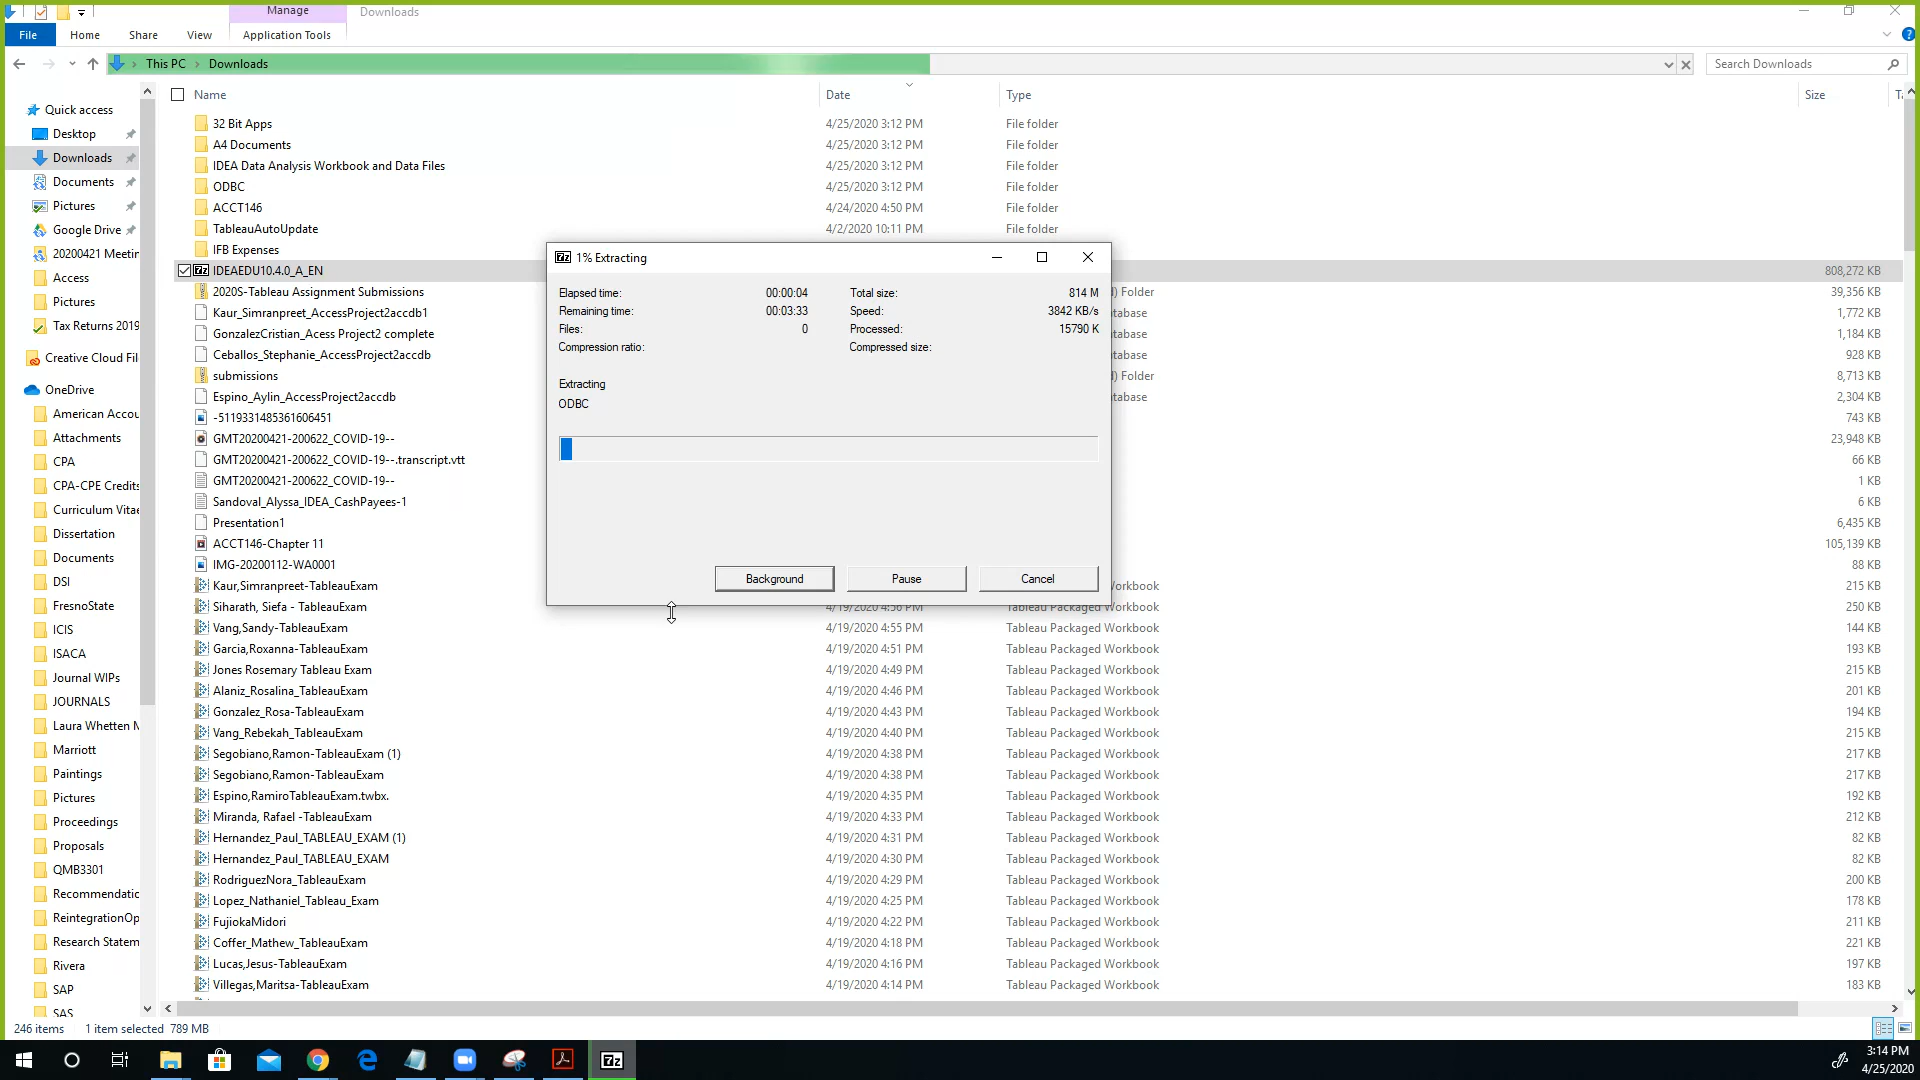 Manage
Downloads
File
Home
Share
View
Application Tools
This PC
Downloads
Search Downloads
Name
Date
Type
Size
Quick access
Desktop
Downloads
Documents
Pictures
Google Drive
20200421 Meetin
Access
Pictures
Tax Returns 2019
Creative Cloud Fil
OneDrive
American Accou
Attachments
CPA
CPA-CPE Credits
Curriculum Vitae
Dissertation
Documents
DSI
FresnoState
ICIS
ISACA
Journal WIPs
JOURNALS
Laura Whetten M
Marriott
Paintings
Pictures
Proceedings
Proposals
QMB3301
Recommendatic
ReintegrationOp
Research Statem
Rivera
SAP
SAS
32 Bit Apps 4/25/2020 3:12 PM File folder
A4 Documents 4/25/2020 3:12 PM File folder
IDEA Data Analysis Workbook and Data Files 4/25/2020 3:12 PM File folder
ODBC 4/25/2020 3:12 PM File folder
ACCT146 4/24/2020 4:50 PM File folder
TableauAutoUpdate 4/2/2020 10:11 PM File folder
IFB Expenses
IDEAEDU10.4.0_A_EN 808,272 KB
2020S-Tableau Assignment Submissions ) Folder 39,356 KB
Kaur_Simranpreet_AccessProject2accdb1 tabase 1,772 KB
GonzalezCristian_Acess Project2 complete tabase 1,184 KB
Ceballos_Stephanie_AccessProject2accdb tabase 928 KB
submissions ) Folder 8,713 KB
Espino_Aylin_AccessProject2accdb tabase 2,304 KB
-5119331485361606451 743 KB
GMT20200421-200622_COVID-19-- 23,948 KB
GMT20200421-200622_COVID-19--.transcript.vtt 66 KB
GMT20200421-200622_COVID-19-- 1 KB
Sandoval_Alyssa_IDEA_CashPayees-1 6 KB
Presentation1 6,435 KB
ACCT146-Chapter 11 105,139 KB
IMG-20200112-WA0001 88 KB
Kaur,Simranpreet-TableauExam Workbook 215 KB
Siharath, Siefa - TableauExam 4/19/2020 4:56 PM Tableau Packaged Workbook 250 KB
Vang,Sandy-TableauExam 4/19/2020 4:55 PM Tableau Packaged Workbook 144 KB
Garcia,Roxanna-TableauExam 4/19/2020 4:51 PM Tableau Packaged Workbook 193 KB
Jones Rosemary Tableau Exam 4/19/2020 4:49 PM Tableau Packaged Workbook 215 KB
Alaniz_Rosalina_TableauExam 4/19/2020 4:46 PM Tableau Packaged Workbook 201 KB
Gonzalez_Rosa-TableauExam 4/19/2020 4:43 PM Tableau Packaged Workbook 194 KB
Vang_Rebekah_TableauExam 4/19/2020 4:40 PM Tableau Packaged Workbook 215 KB
Segobiano,Ramon-TableauExam (1) 4/19/2020 4:38 PM Tableau Packaged Workbook 217 KB
Segobiano,Ramon-TableauExam 4/19/2020 4:38 PM Tableau Packaged Workbook 217 KB
Espino,RamiroTableauExam.twbx. 4/19/2020 4:35 PM Tableau Packaged Workbook 192 KB
Miranda, Rafael -TableauExam 4/19/2020 4:33 PM Tableau Packaged Workbook 212 KB
Hernandez_Paul_TABLEAU_EXAM (1) 4/19/2020 4:31 PM Tableau Packaged Workbook 82 KB
Hernandez_Paul_TABLEAU_EXAM 4/19/2020 4:30 PM Tableau Packaged Workbook 82 KB
RodriguezNora_TableauExam 4/19/2020 4:29 PM Tableau Packaged Workbook 200 KB
Lopez_Nathaniel_Tableau_Exam 4/19/2020 4:25 PM Tableau Packaged Workbook 178 KB
FujiokaMidori 4/19/2020 4:22 PM Tableau Packaged Workbook 211 KB
Coffer_Mathew_TableauExam 4/19/2020 4:18 PM Tableau Packaged Workbook 221 KB
Lucas,Jesus-TableauExam 4/19/2020 4:16 PM Tableau Packaged Workbook 197 KB
Villegas,Maritsa-TableauExam 4/19/2020 4:14 PM Tableau Packaged Workbook 183 KB
7z 1% Extracting
Elapsed time: 00:00:04 Total size: 814 M
Remaining time: 00:03:33 Speed: 3842 KB/s
Files: 0 Processed: 15790 K
Compression ratio: Compressed size:
Extracting
ODBC
Background
Pause
Cancel
246 items
1 item selected 789 MB
7z
3:14 PM
4/25/2020